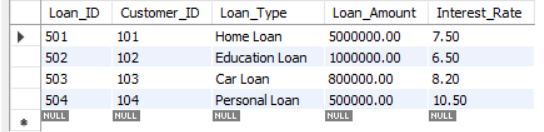 Loan_ID Customer_ID Loan_Type Loan_Amount Interest_Rate
501 101 Home Loan 5000000.00 7.50
502 102 Education Loan 1000000.00 6.50
503 103 Car Loan 800000.00 8.20
504 104 Personal Loan 500000.00 10.50
NULL NULL NULL NULL NULL